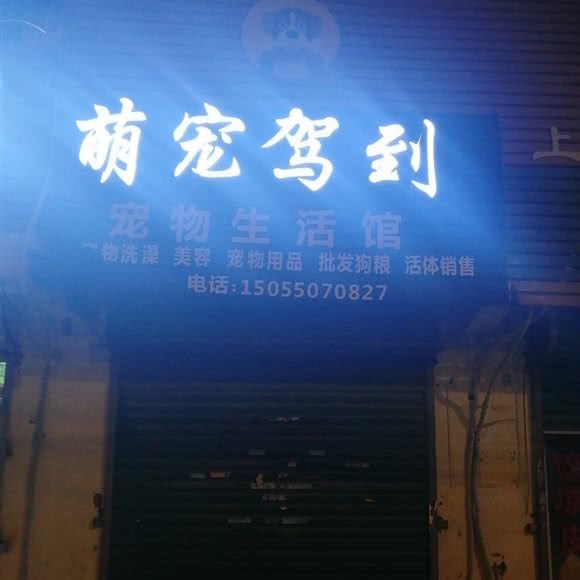 萌宠驾到
宠物生活馆
宠物洗澡 美容 宠物用品 批发狗粮 活体销售
电话:15055070827
上